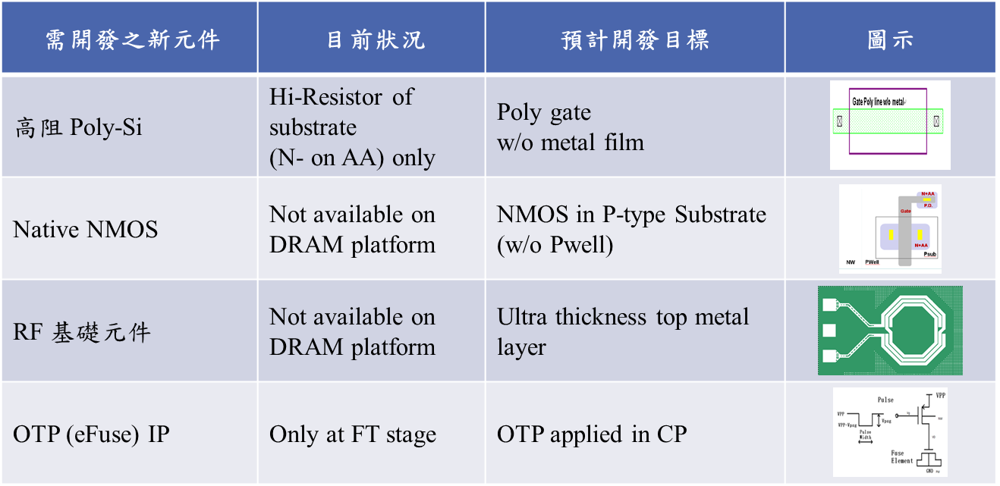 需開發之新元件
目前狀況
預計開發目標
圖示
高阻 Poly-Si
Hi-Resistor of
substrate
(N- on AA) only
Poly gate
w/o metal film
Gate Poly line w/o metal
Native NMOS
Not available on
DRAM platform
NMOS in P-type Substrate
(w/o Pwell)
N+AA
P.D.
Gate
N+AA
Psub
NW
PWell
RF 基礎元件
Not available on
DRAM platform
Ultra thickness top metal
layer
OTP (eFuse) IP
Only at FT stage
OTP applied in CP
Pulse
VPP
VPP
VPP-Vpsg
Vpsg
Pulse
Width
Fuse
Element
GND